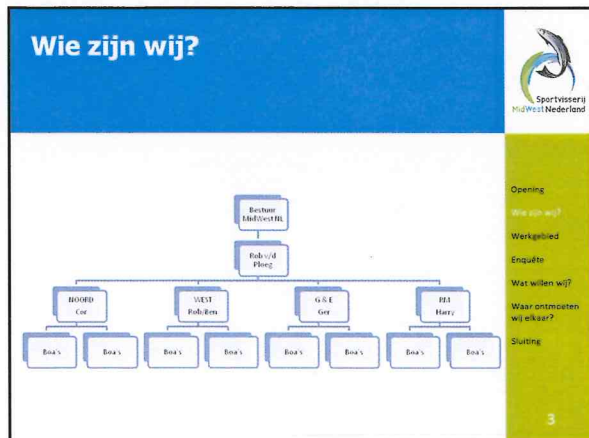 Wie zijn wij?
Sportvisserij
MidWest Nederland
Bestuur
MidWestNL
Rob v/d
Ploeg
NOORD
Cor
WEST
Rob/Ben
G & E
Ger
RM
Harry
Boa's
Boa's
Boa's
Boa's
Boa's
Boa's
Boa's
Boa's
Opening
Wie zijn wij?
Werkgebied
Enquête
Wat willen wij?
Waar ontmoeten
wij elkaar?
Sluiting
3